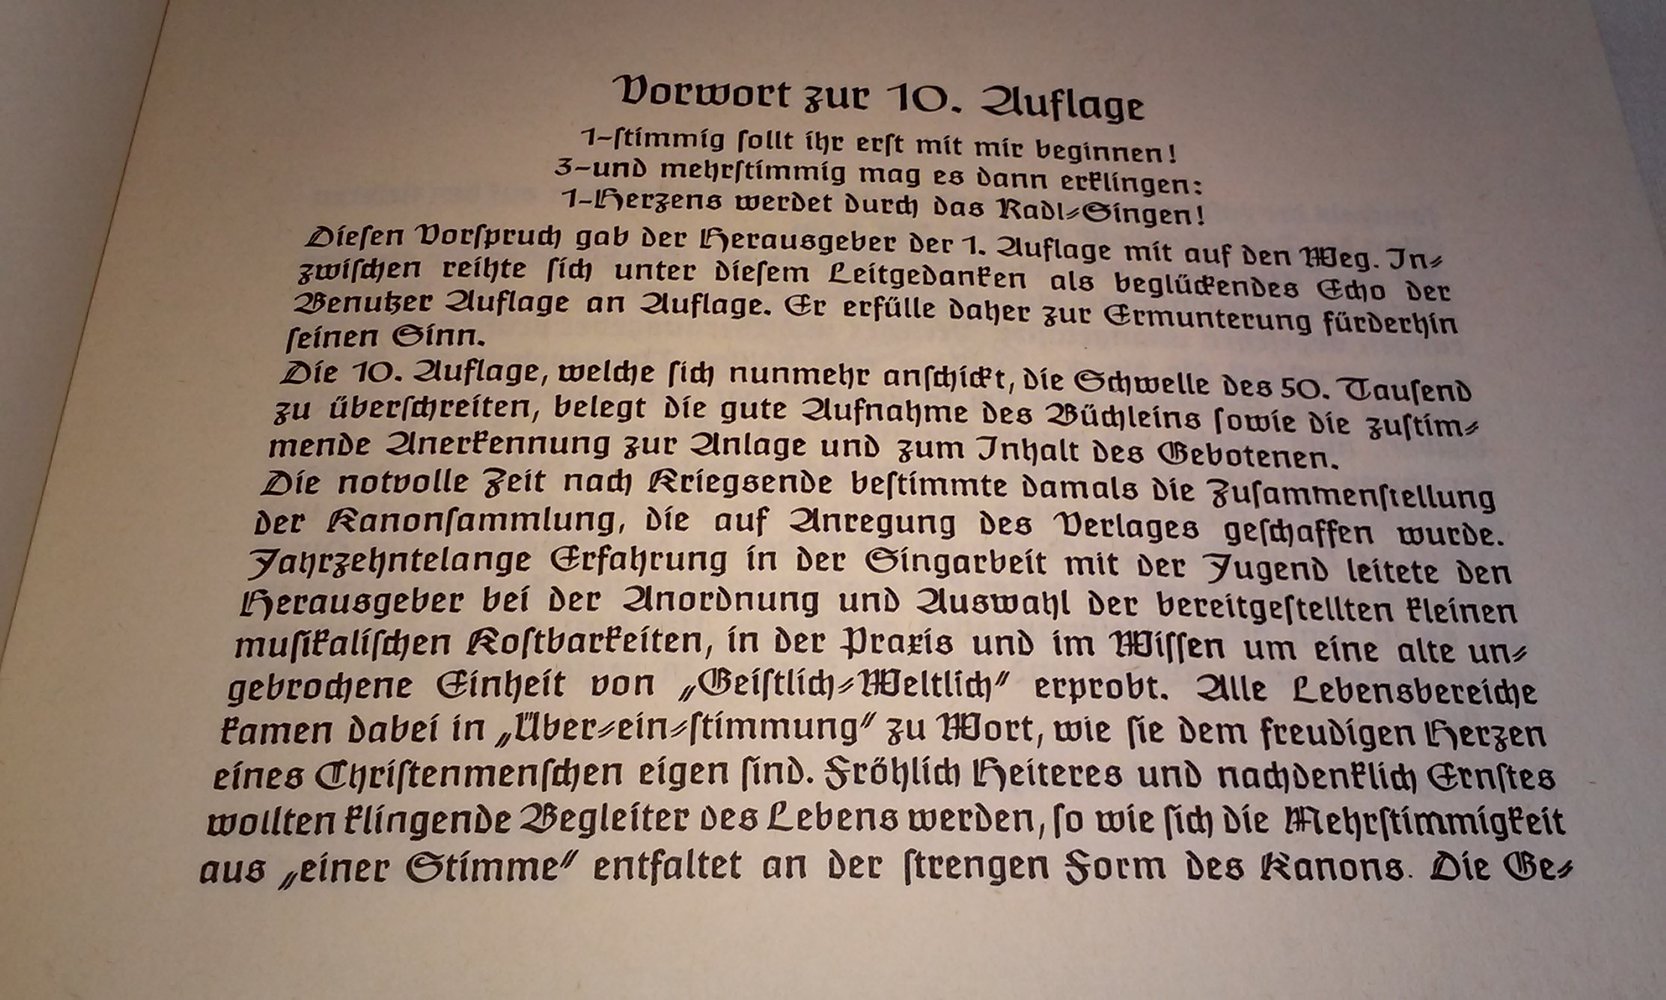 Vorwort zur 10. Auflage
1-ſtimmig ſollt ihr erſt mit mir beginnen!
3-und mehrſtimmig mag es dann erklingen:
1-Herzens werdet durch das Radl-Singen!
Dieſen Vorſpruch gab der Herausgeber der 1. Auflage mit auf den Weg. In-
zwiſchen reihte ſich unter dieſem Leitgedanken als beglückendes Echo der
Benutzer Auflage an Auflage. Er erfülle daher zur Ermunterung fürderhin
ſeinen Sinn.
Die 10. Auflage, welche ſich nunmehr anſchickt, die Schwelle des 50. Tauſend
zu überſchreiten, belegt die gute Aufnahme des Büchleins ſowie die zuſtim-
mende Anerkennung zur Anlage und zum Inhalt des Gebotenen.
Die notvolle Zeit nach Kriegsende beſtimmte damals die Zuſammenſtellung
der Kanonſammlung, die auf Anregung des Verlages geſchaffen wurde.
Jahrzehntelange Erfahrung in der Singarbeit mit der Jugend leitete den
Herausgeber bei der Anordnung und Auswahl der bereitgeſtellten kleinen
muſikaliſchen Koſtbarkeiten, in der Praxis und im Wiſſen um eine alte un-
gebrochene Einheit von „Geiſtlich-Weltlich" erprobt. Alle Lebensbereiche
kamen dabei in „Über-ein-ſtimmung" zu Wort, wie ſie dem freudigen Herzen
eines Chriſtenmenſchen eigen ſind. Fröhlich Heiteres und nachdenklich Ernſtes
wollten klingende Begleiter des Lebens werden, ſo wie ſich die Mehrſtimmigkeit
aus „einer Stimme" entfaltet an der ſtrengen Form des Kanons. Die Ge-